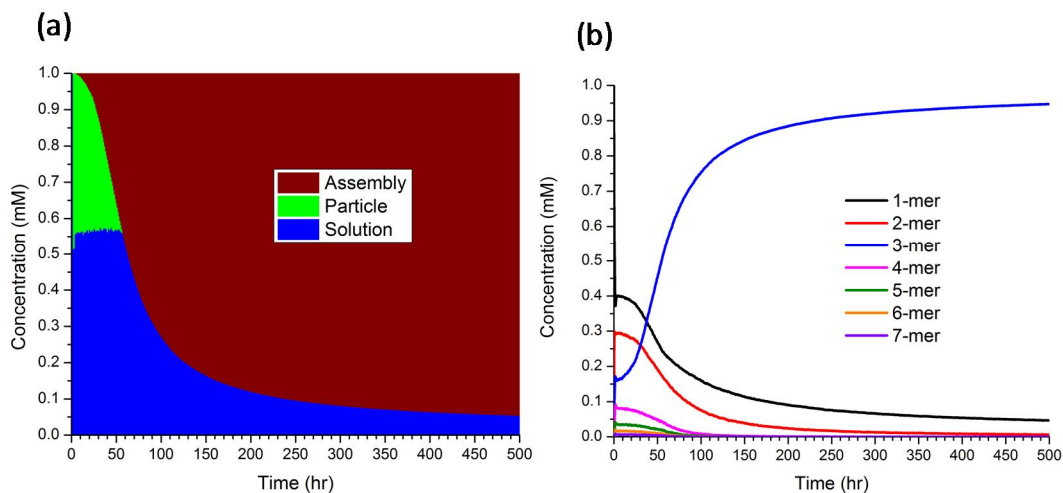 (a)
1.0
0.9
0.8
0.7
0.6
0.5
0.4
0.3
0.2
0.1
0.0
Concentration (mM)
Assembly
Particle
Solution
0 50 100 150 200 250 300 350 400 450 500
Time (hr)
(b)
1.0
0.9
0.8
0.7
0.6
0.5
0.4
0.3
0.2
0.1
0.0
Concentration (mM)
1-mer
2-mer
3-mer
4-mer
5-mer
6-mer
7-mer
0 50 100 150 200 250 300 350 400 450 500
Time (hr)